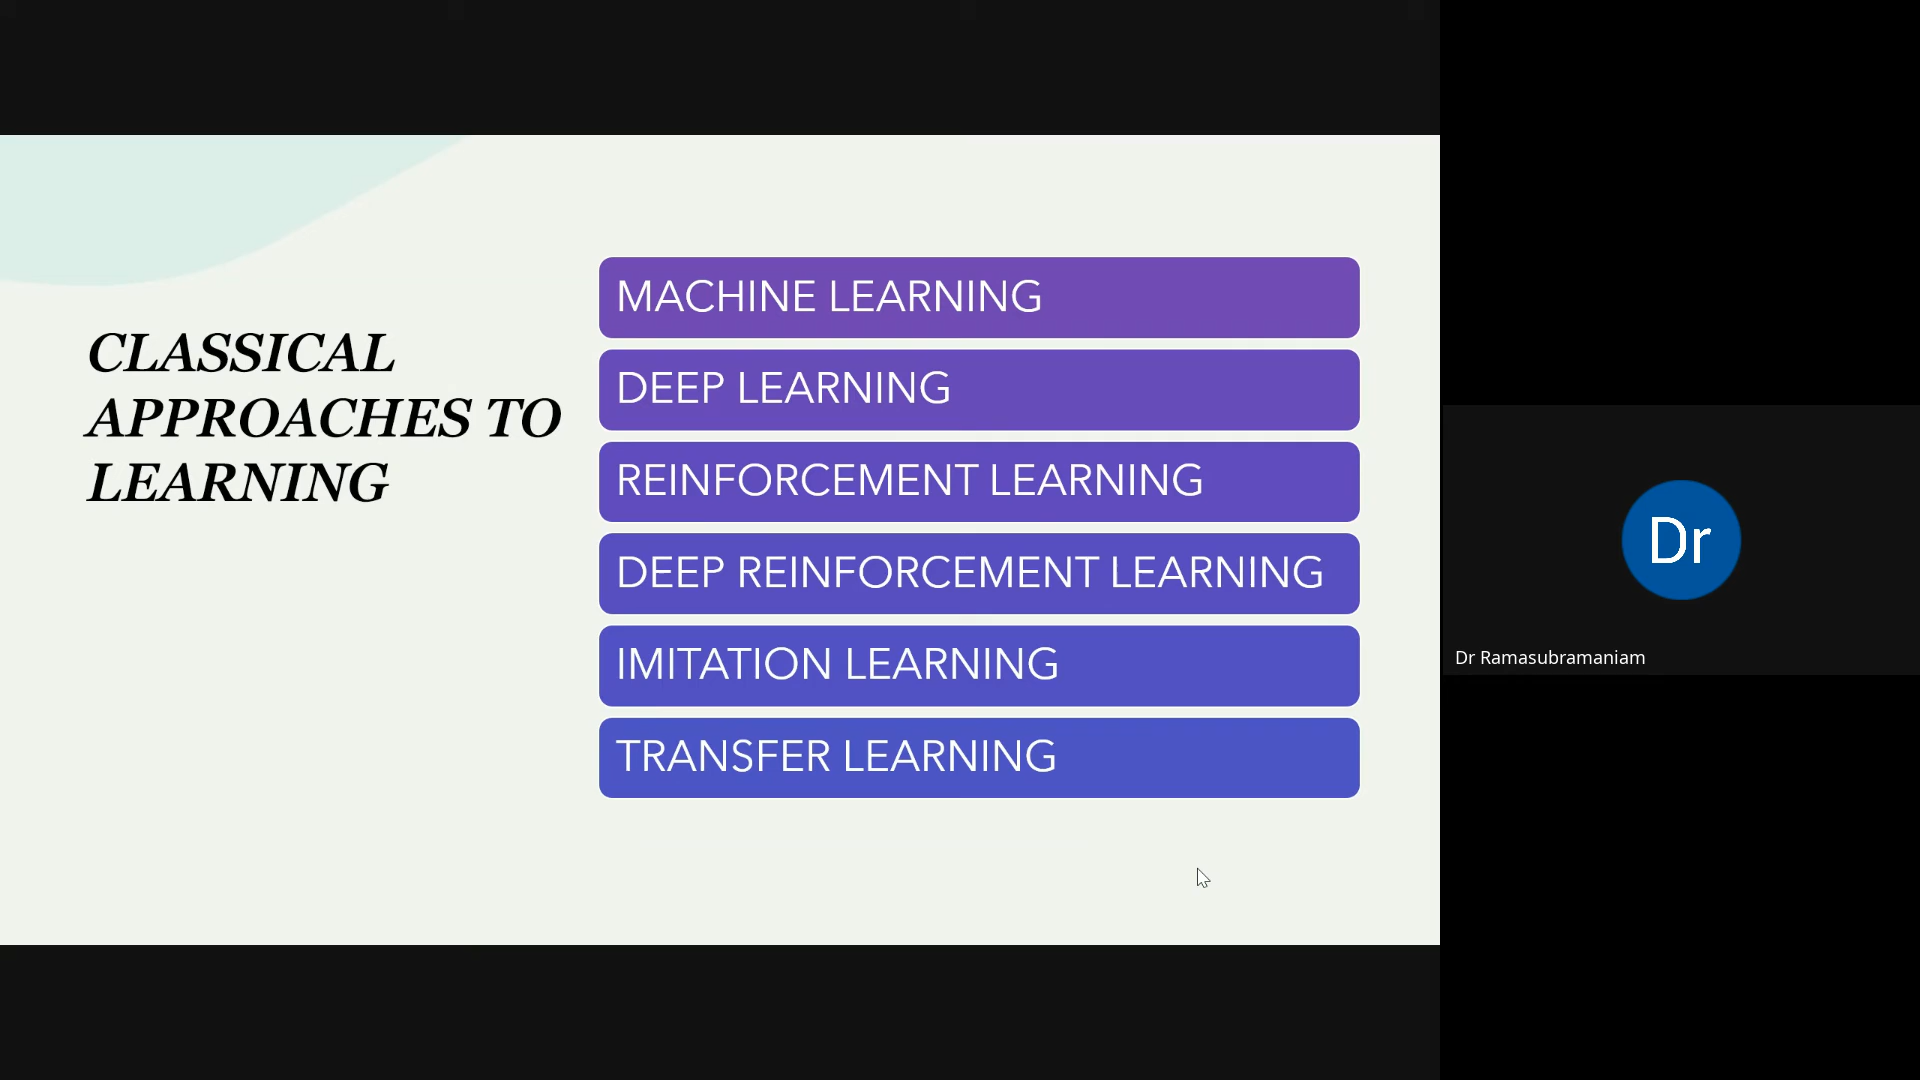 CLASSICAL
APPROACHES TO
LEARNING
MACHINE LEARNING
DEEP LEARNING
REINFORCEMENT LEARNING
DEEP REINFORCEMENT LEARNING
IMITATION LEARNING
TRANSFER LEARNING
Dr
Dr Ramasubramaniam